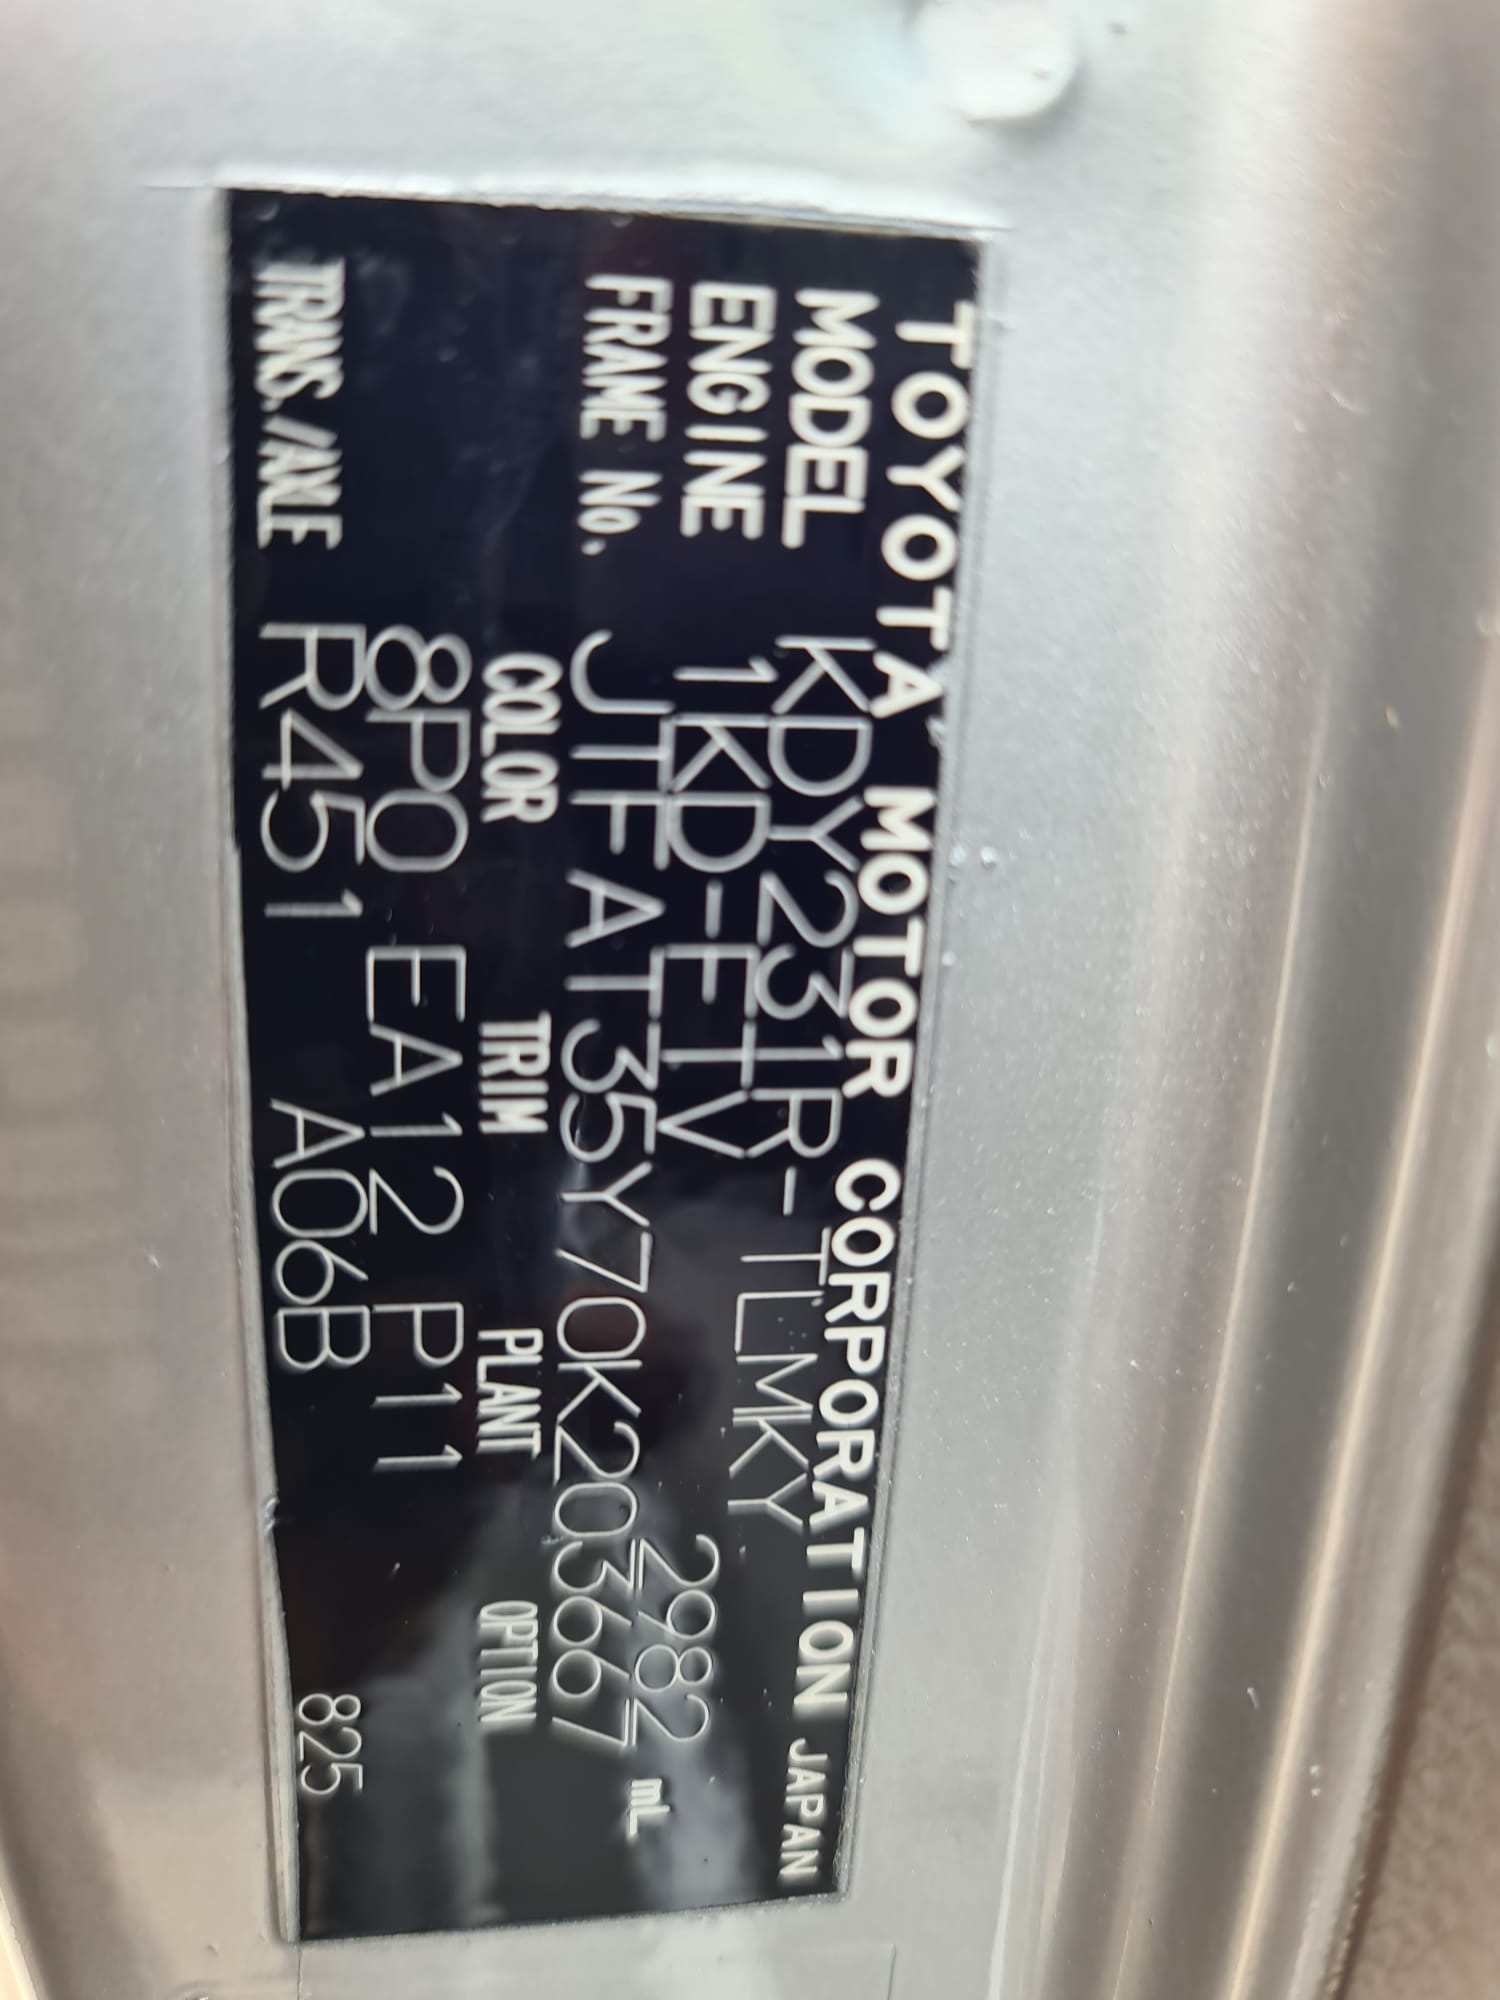 TOYOTA MOTOR CORPORATION JAPAN
MODEL KDY231R-TLMKY
ENGINE 1KD-FTV 2982 mL
FRAME No. JTFAT35Y70K203667
COLOR TRIM PLANT OPTION
8P0 EA12 P11
TRANS./AXLE R451 A06B 825